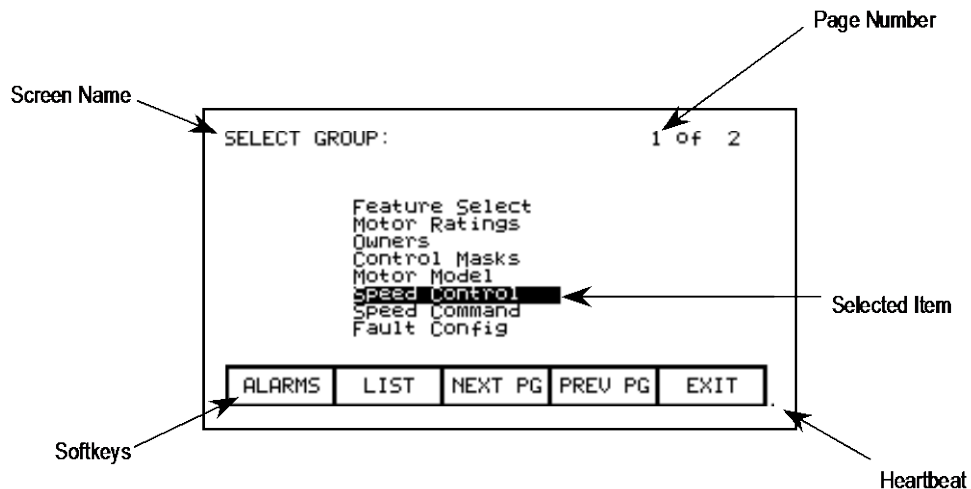 Page Number
Screen Name
SELECT GROUP: 1 of 2
Feature Select
Motor Ratings
Owners
Control Masks
Motor Model
Speed Control
Selected Item
Speed Command
Fault Config
ALARMS LIST NEXT PG PREV PG EXIT
.
Softkeys
Heartbeat